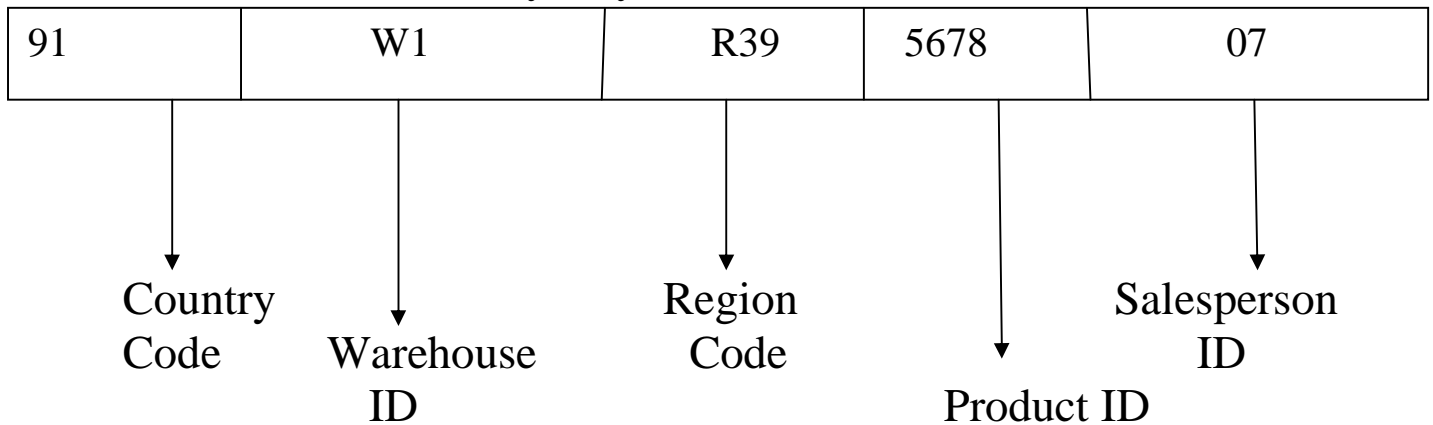 91 W1 R39 5678 07
Country Region Salesperson
Code Warehouse Code ID
ID Product ID